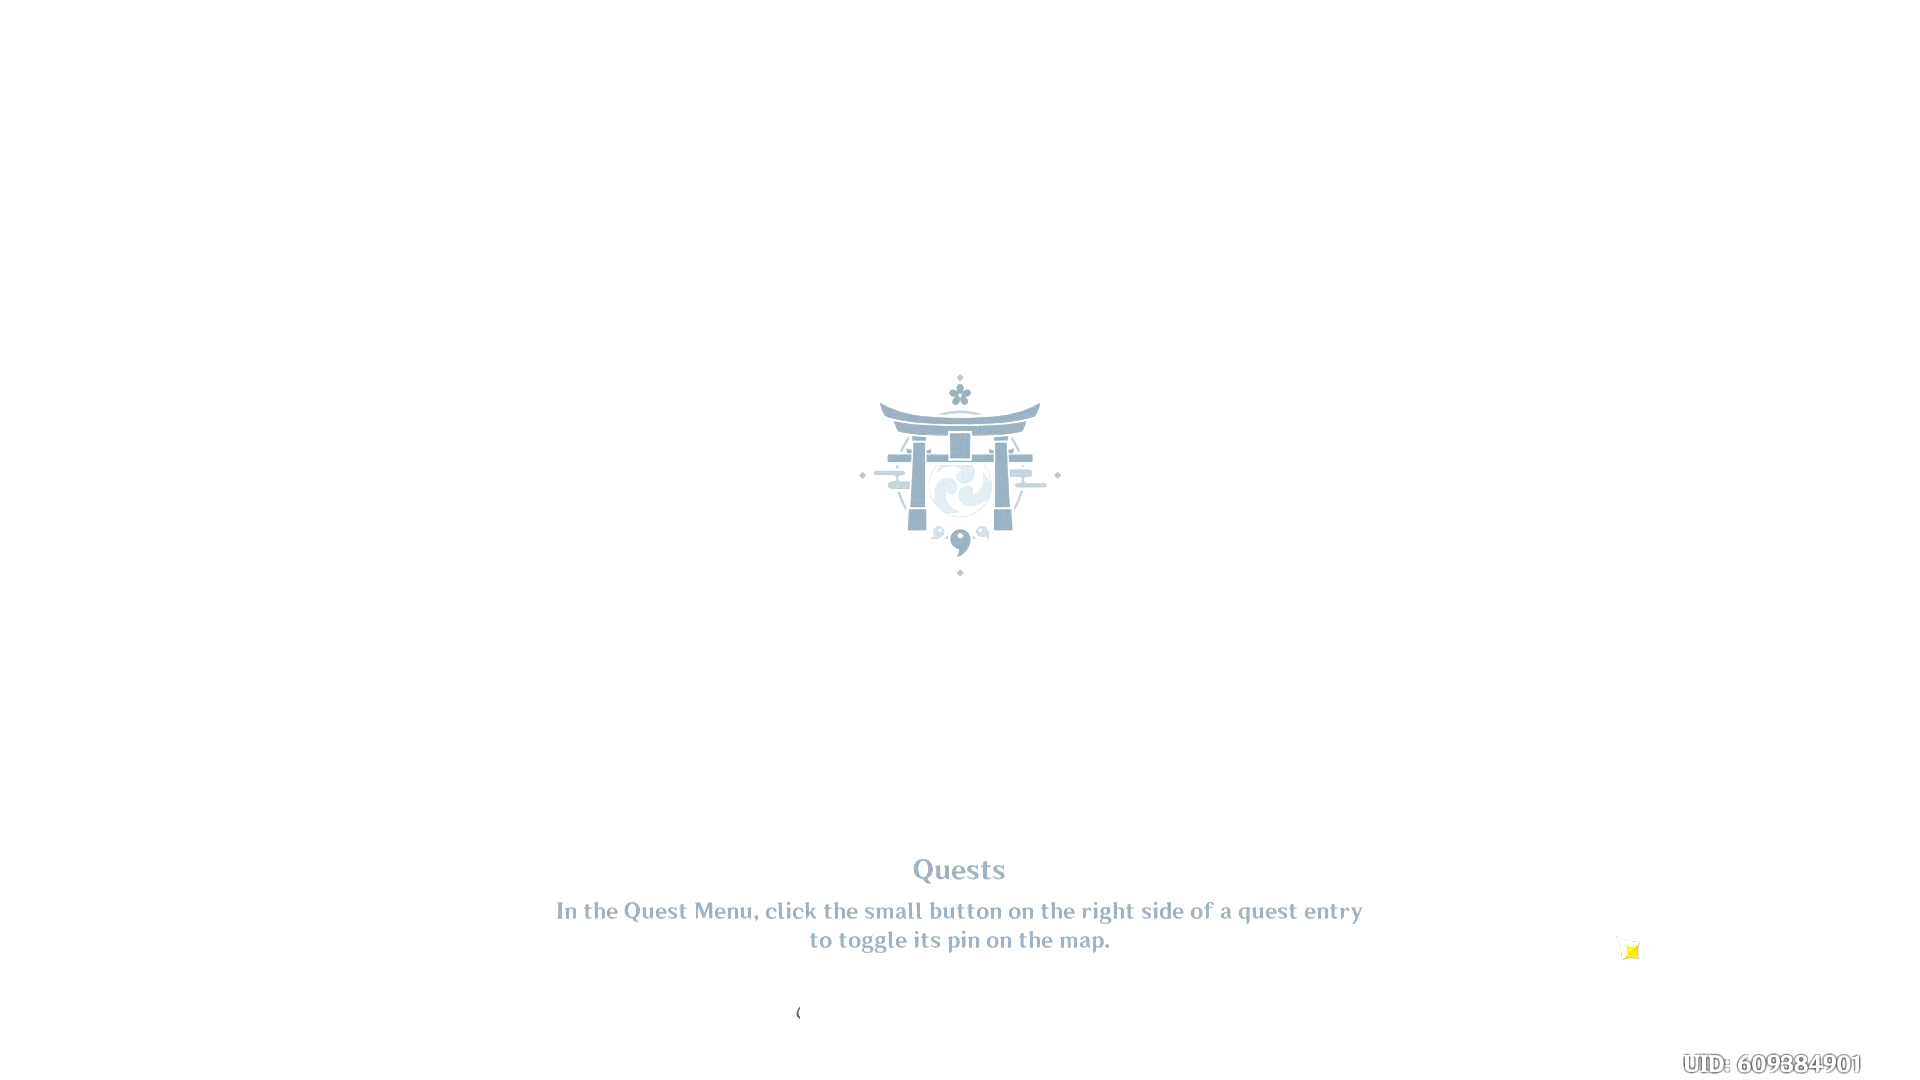 Quests
In the Quest Menu, click the small button on the right side of a quest entry
to toggle its pin on the map.
UID: 609384901